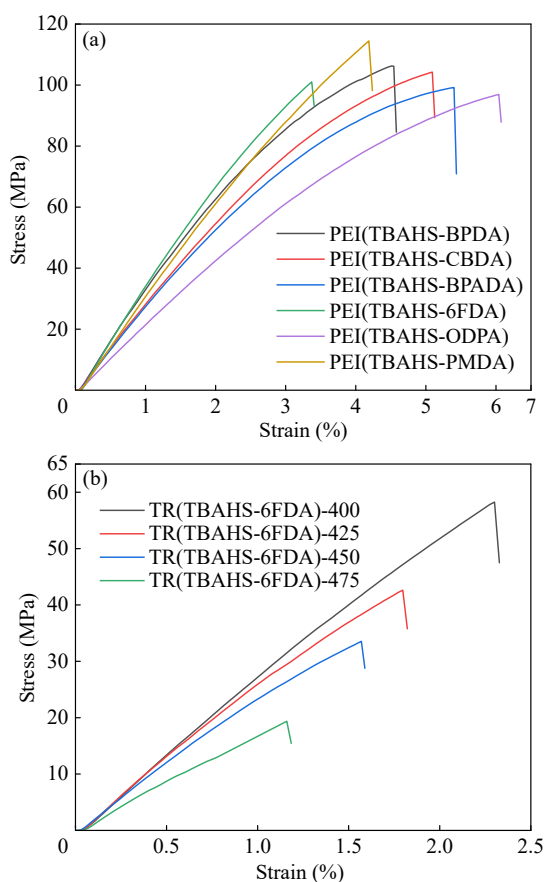 (a)
120
100
80
60
40
20
0
Stress (MPa)
PEI(TBAHS-BPDA)
PEI(TBAHS-CBDA)
PEI(TBAHS-BPADA)
PEI(TBAHS-6FDA)
PEI(TBAHS-ODPA)
PEI(TBAHS-PMDA)
1 2 3 4 5 6 7
Strain (%)
(b)
65
60
50
40
30
20
10
0
Stress (MPa)
TR(TBAHS-6FDA)-400
TR(TBAHS-6FDA)-425
TR(TBAHS-6FDA)-450
TR(TBAHS-6FDA)-475
0.5 1.0 1.5 2.0 2.5
Strain (%)